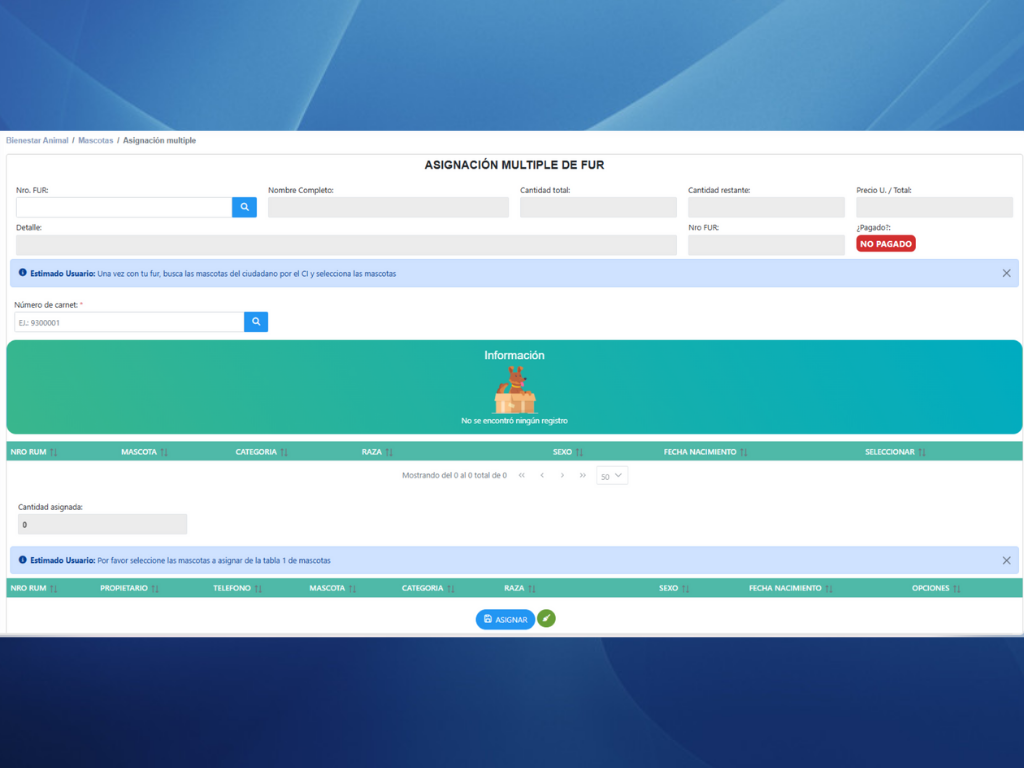 Bienestar Animal / Mascotas / Asignación multiple
ASIGNACIÓN MULTIPLE DE FUR
Nro. FUR: Nombre Completo: Cantidad total: Cantidad restante: Precio U. / Total:
Detalle: Nro FUR: ¿Pagado?:
NO PAGADO
Estimado Usuario: Una vez con tu fur, busca las mascotas del ciudadano por el CI y selecciona las mascotas
Número de carnet: *
EJ.: 9300001
Información
No se encontró ningún registro
NRO RUM MASCOTA CATEGORIA RAZA SEXO FECHA NACIMIENTO SELECCIONAR
Mostrando del 0 al 0 total de 0 « ‹ › » 50
Cantidad asignada:
0
Estimado Usuario: Por favor seleccione las mascotas a asignar de la tabla 1 de mascotas
NRO RUM PROPIETARIO TELEFONO MASCOTA CATEGORIA RAZA SEXO FECHA NACIMIENTO OPCIONES
ASIGNAR